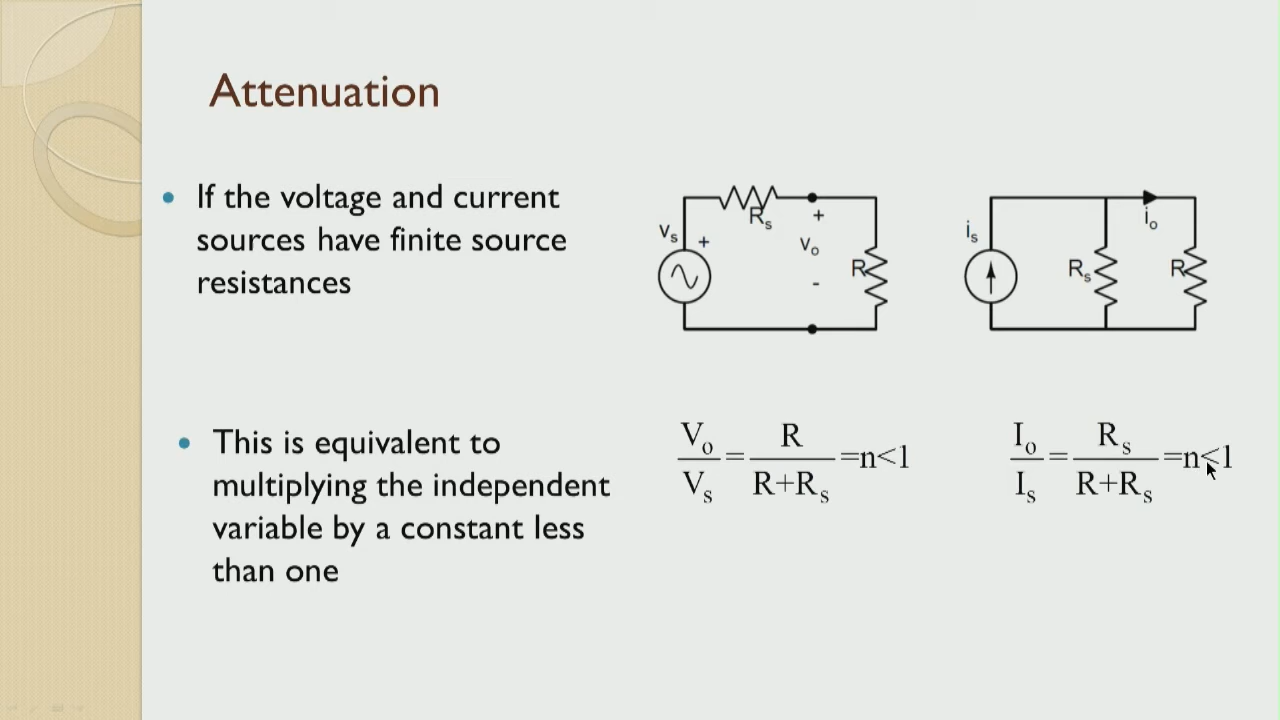 Attenuation
• If the voltage and current
sources have finite source
resistances
Rs
vs
+
+
vo
-
R
is
Rs
io
R
• This is equivalent to
multiplying the independent
variable by a constant less
than one
Vo/Vs = R/(R+Rs) =n<1
Io/Is = Rs/(R+Rs) =n<1